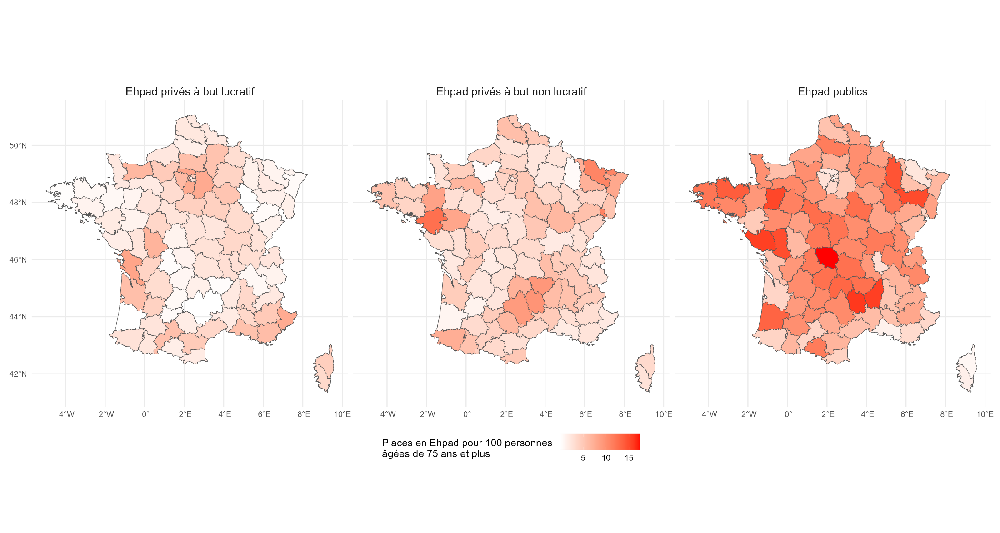 Ehpad privés à but lucratif
Ehpad privés à but non lucratif
Ehpad publics
50°N
48°N
46°N
44°N
42°N
4°W 2°W 0° 2°E 4°E 6°E 8°E 10°E
4°W 2°W 0° 2°E 4°E 6°E 8°E 10°E
4°W 2°W 0° 2°E 4°E 6°E 8°E 10°E
Places en Ehpad pour 100 personnes
âgées de 75 ans et plus
5 10 15